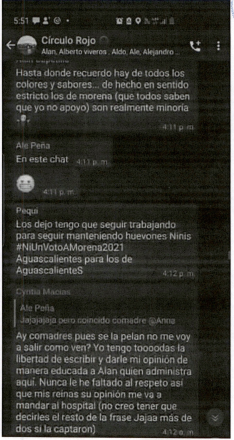 5:51
Círculo Rojo
Alan, Alberto viveros , Aldo, Ale, Alejandro ..
Hasta donde recuerdo hay de todos los
colores y sabores... de hecho en sentido
estricto los de morena (que todos saben
que yo no apoyo) son realmente minoría
4:11 p. m.
Ale Peña
En este chat 4:11 p. m.
4:11 p. m.
Pequi
Los dejo tengo que seguir trabajando
para seguir manteniendo huevones Ninis
#NiUnVotoAMorena2021
Aguascalientes para los de
AguascalienteS
4:12 p. m.
Cyntia Macias
Ale Peña
Jajajajaja pero coincido comadre @Anna
Ay comadres pues se la pelan no me voy
a salir como ven? Yo tengo toooodas la
libertad de escribir y darle mi opinión de
manera educada a Alan quien administra
aquí. Nunca le he faltado al respeto así
que mis reinas su opinión me va a
mandar al hospital (no creo tener que
decirles el resto de la frase Jajaa más de
dos si la captaron)
4:12 p. m.